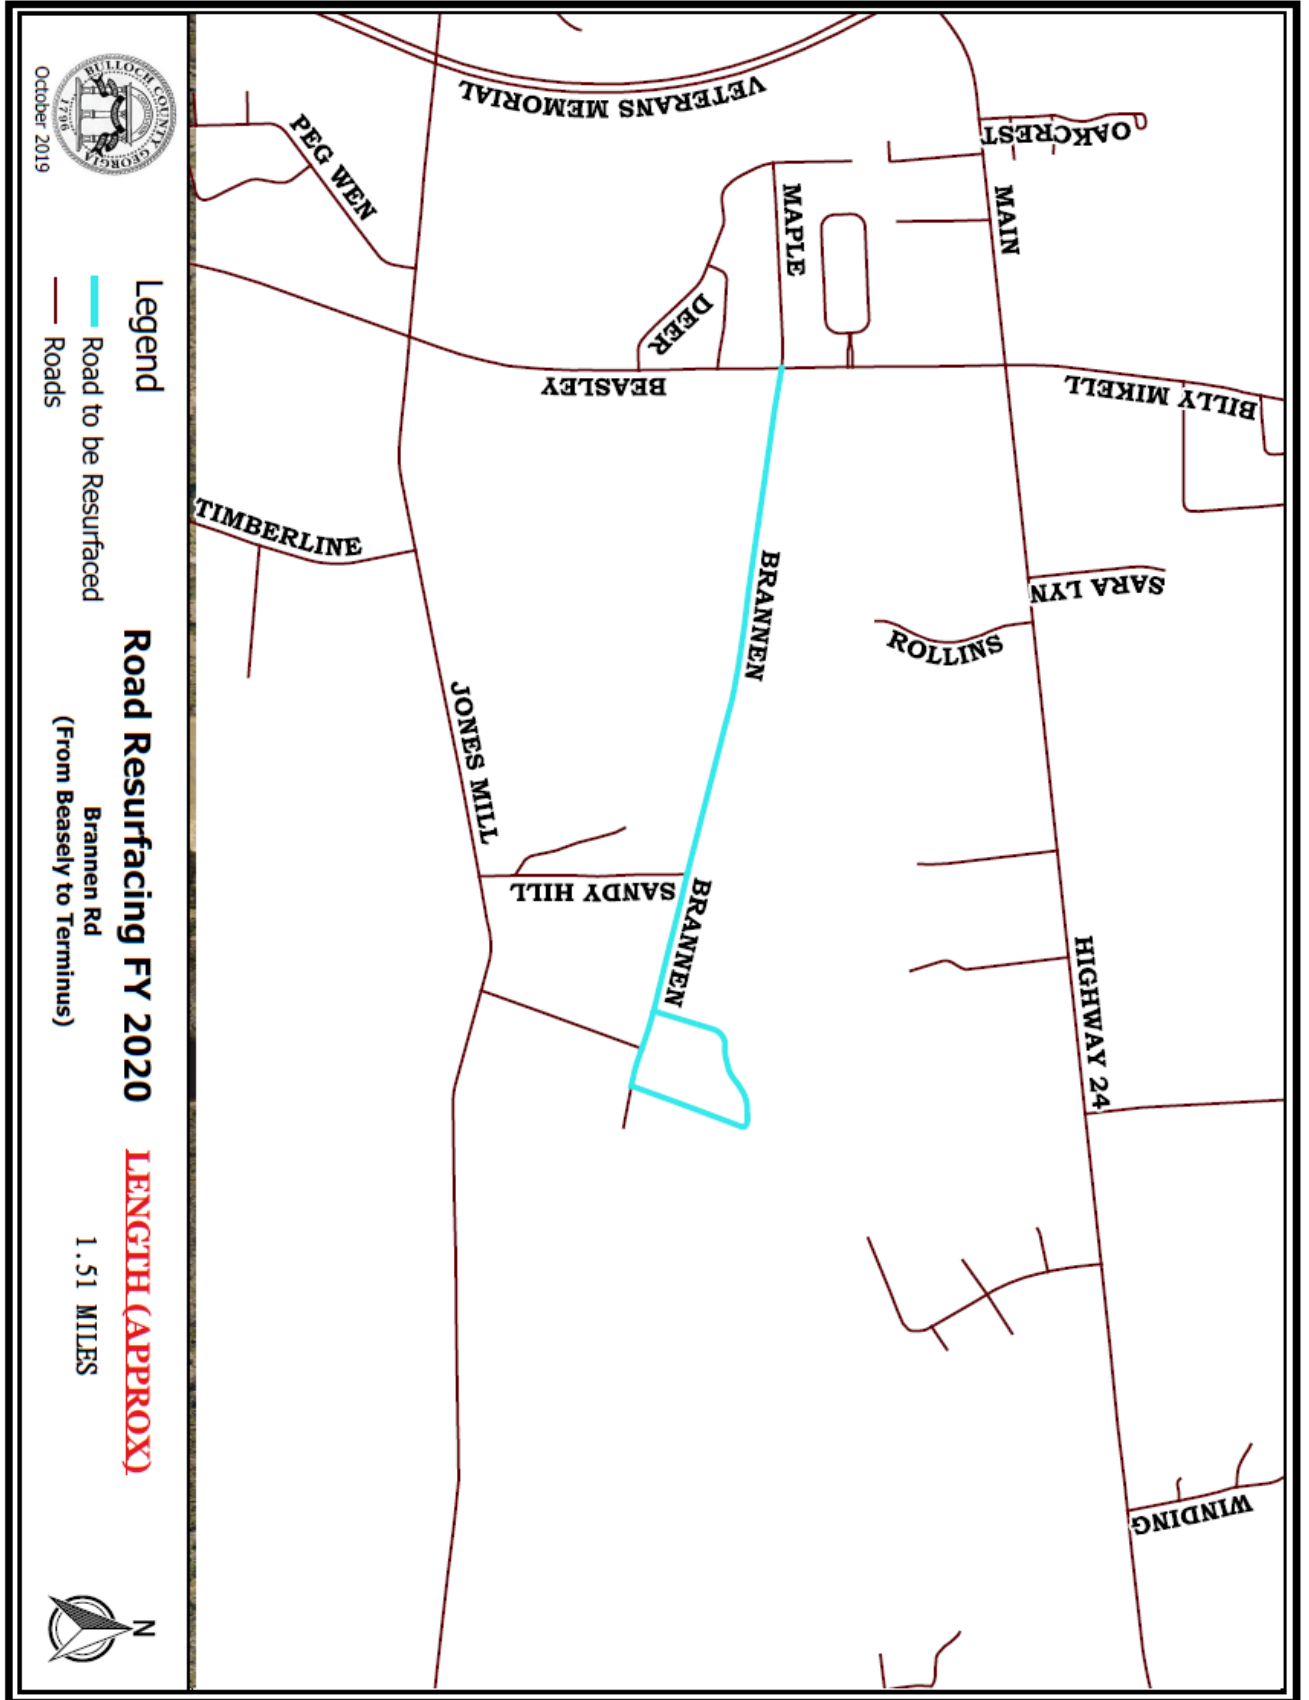 VETERANS MEMORIAL
OAKCREST
PEG WEN
MAPLE
MAIN
DEER
BEASLEY
BILLY MIKELL
TIMBERLINE
BRANNEN
SARA LYN
ROLLINS
JONES MILL
SANDY HILL
BRANNEN
HIGHWAY 24
WINDING
BULLOCH COUNTY GEORGIA
1796
October 2019
Legend
Road to be Resurfaced
Roads
Road Resurfacing FY 2020
Brannen Rd
(From Beasely to Terminus)
LENGTH (APPROX)
1.51 MILES
N